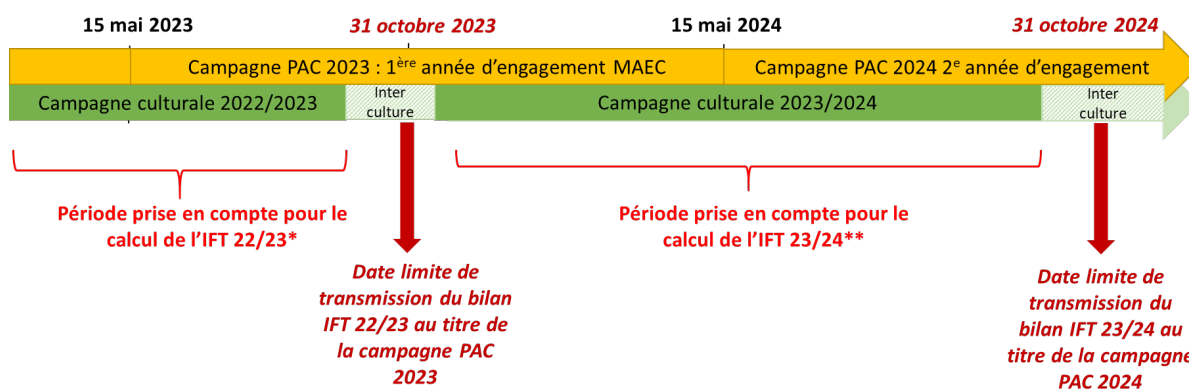 15 mai 2023
31 octobre 2023
15 mai 2024
31 octobre 2024
Campagne PAC 2023 : 1ère année d'engagement MAEC
Campagne PAC 2024 2e année d'engagement
Campagne culturale 2022/2023
Inter
culture
Campagne culturale 2023/2024
Inter
culture
Période prise en compte pour le
calcul de l'IFT 22/23*
Période prise en compte pour le
calcul de l'IFT 23/24**
Date limite de
transmission du bilan
IFT 22/23 au titre de
la campagne PAC
2023
Date limite de
transmission du
bilan IFT 23/24 au
titre de la campagne
PAC 2024